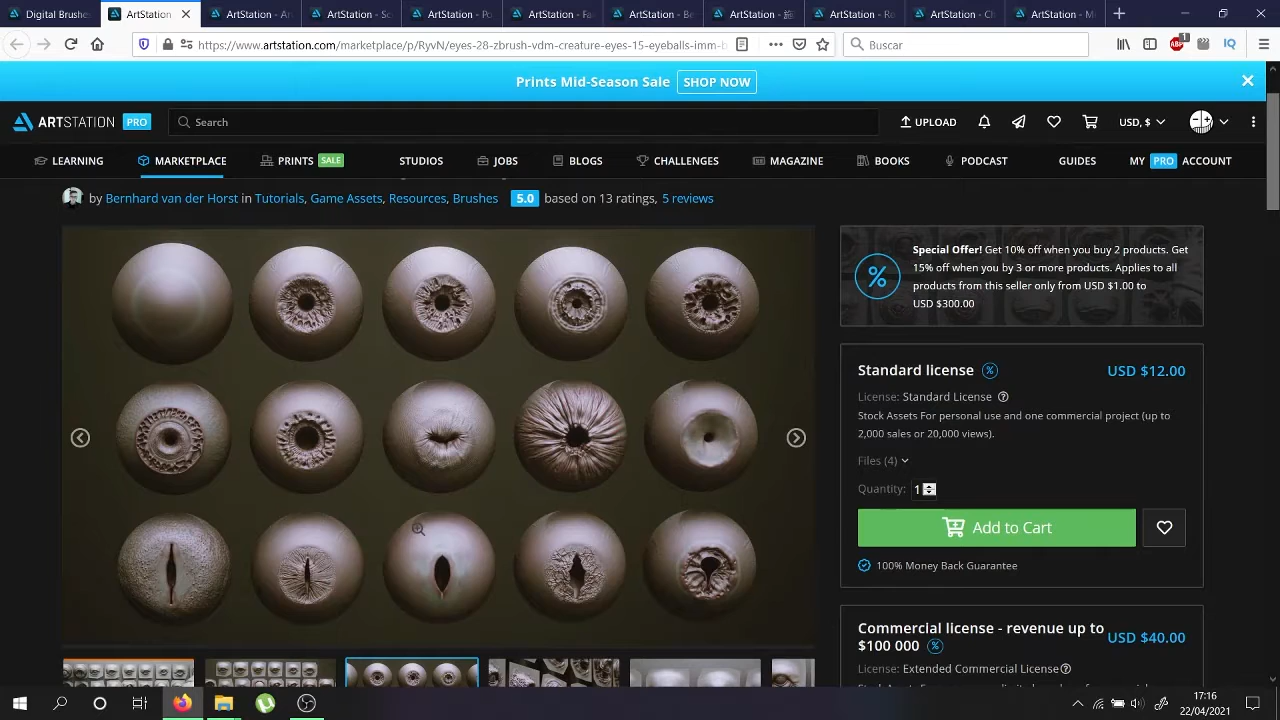 Digital Brushes
ArtStation
ArtStation - A
ArtStation
ArtStation - Po
ArtStation - Fa
ArtStation - B
ArtStation
ArtStation - R
ArtStation - Ch
ArtStation - M
https://www.artstation.com/marketplace/p/RyvN/eyes-28-zbrush-vdm-creature-eyes-15-eyeballs-imm-b
Buscar
ABP
1
IQ
Prints Mid-Season Sale
SHOP NOW
ARTSTATION PRO
Search
UPLOAD
USD, $
LEARNING
MARKETPLACE
PRINTS SALE
STUDIOS
JOBS
BLOGS
CHALLENGES
MAGAZINE
BOOKS
PODCAST
GUIDES
MY PRO ACCOUNT
by Bernhard van der Horst in Tutorials, Game Assets, Resources, Brushes 5.0 based on 13 ratings, 5 reviews
Special Offer! Get 10% off when you buy 2 products. Get
15% off when you by 3 or more products. Applies to all
products from this seller only from USD $1.00 to
USD $300.00
Standard license % USD $12.00
License: Standard License
Stock Assets For personal use and one commercial project (up to
2,000 sales or 20,000 views).
Files (4)
Quantity: 1
Add to Cart
100% Money Back Guarantee
Commercial license - revenue up to
$100 000 % USD $40.00
License: Extended Commercial License
17:16
22/04/2021